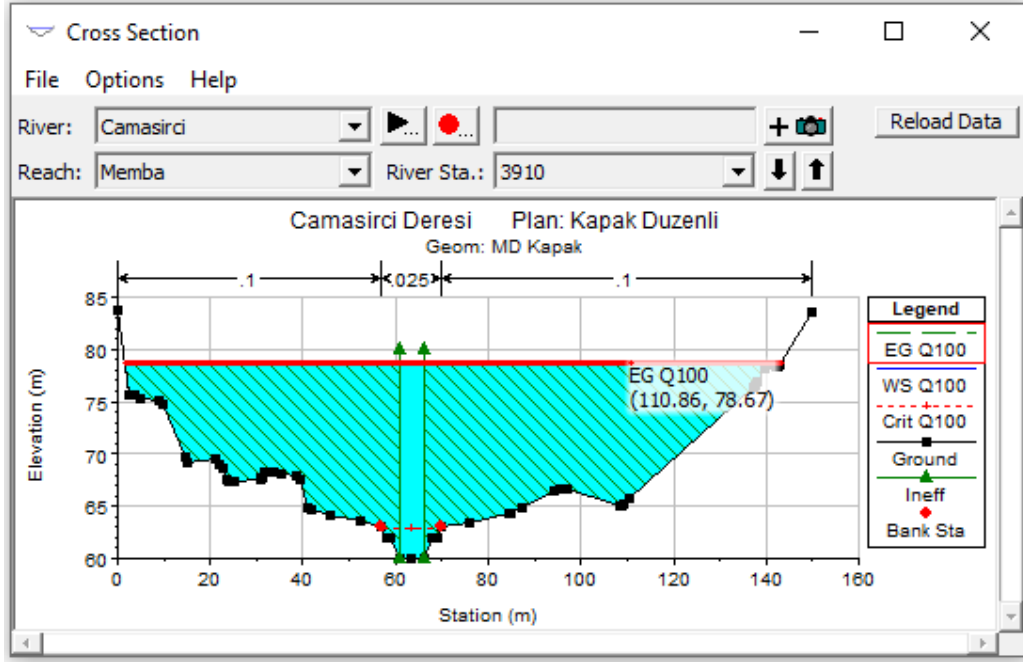 Cross Section
File Options Help
River: Camasirci ... ... + Reload Data
Reach: Memba River Sta.: 3910
Camasirci Deresi Plan: Kapak Duzenli
Geom: MD Kapak
.1 .025 .1
85
80
75
70
65
60
0 20 40 60 80 100 120 140 160
Elevation (m)
Station (m)
EG Q100
(110.86, 78.67)
Legend
EG Q100
WS Q100
Crit Q100
Ground
Ineff
Bank Sta